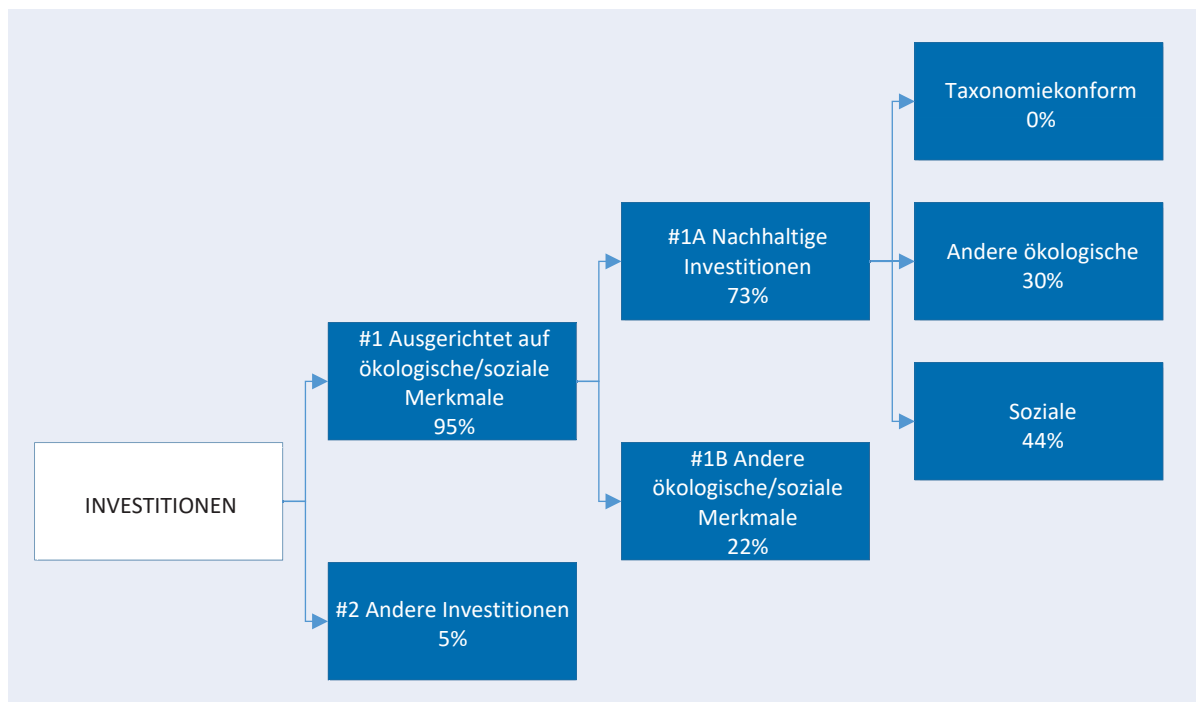 INVESTITIONEN
#1 Ausgerichtet auf
ökologische/soziale
Merkmale
95%
#2 Andere Investitionen
5%
#1A Nachhaltige
Investitionen
73%
#1B Andere
ökologische/soziale
Merkmale
22%
Taxonomiekonform
0%
Andere ökologische
30%
Soziale
44%